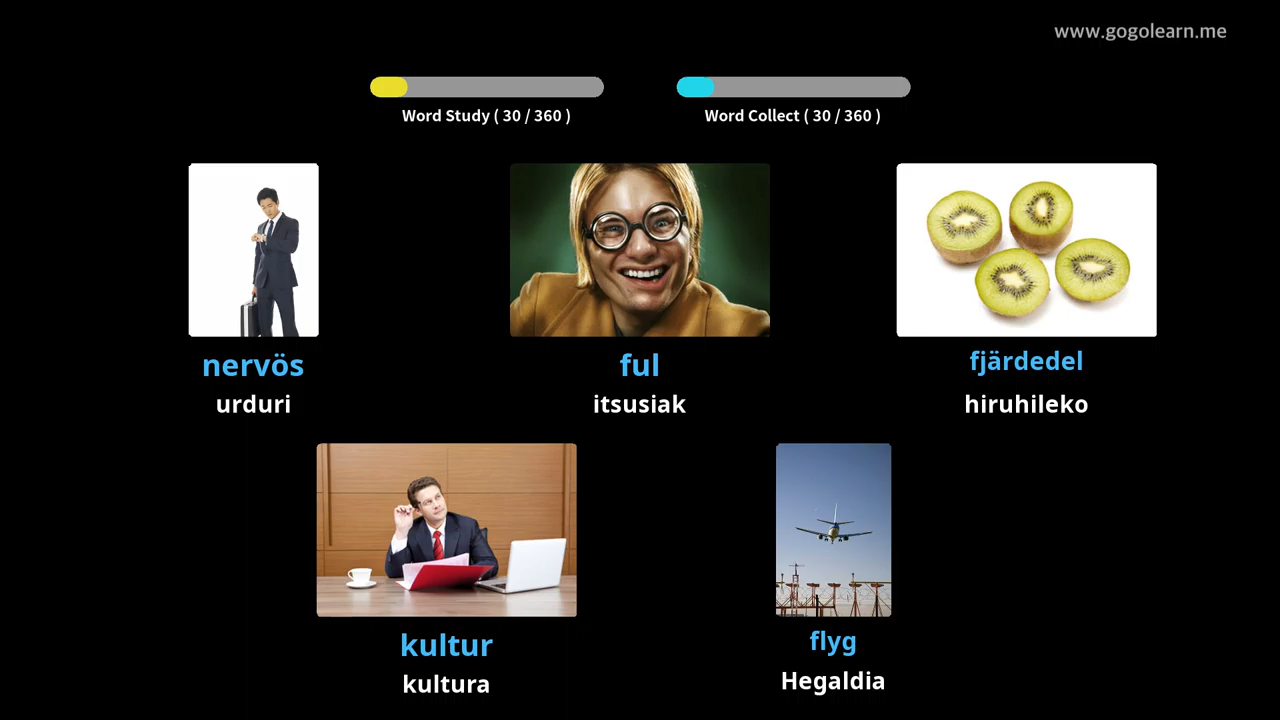 www.gogolearn.me
Word Study ( 30 / 360 )
Word Collect ( 30 / 360 )
nervös
urduri
ful
itsusiak
fjärdedel
hiruhileko
kultur
kultura
flyg
Hegaldia